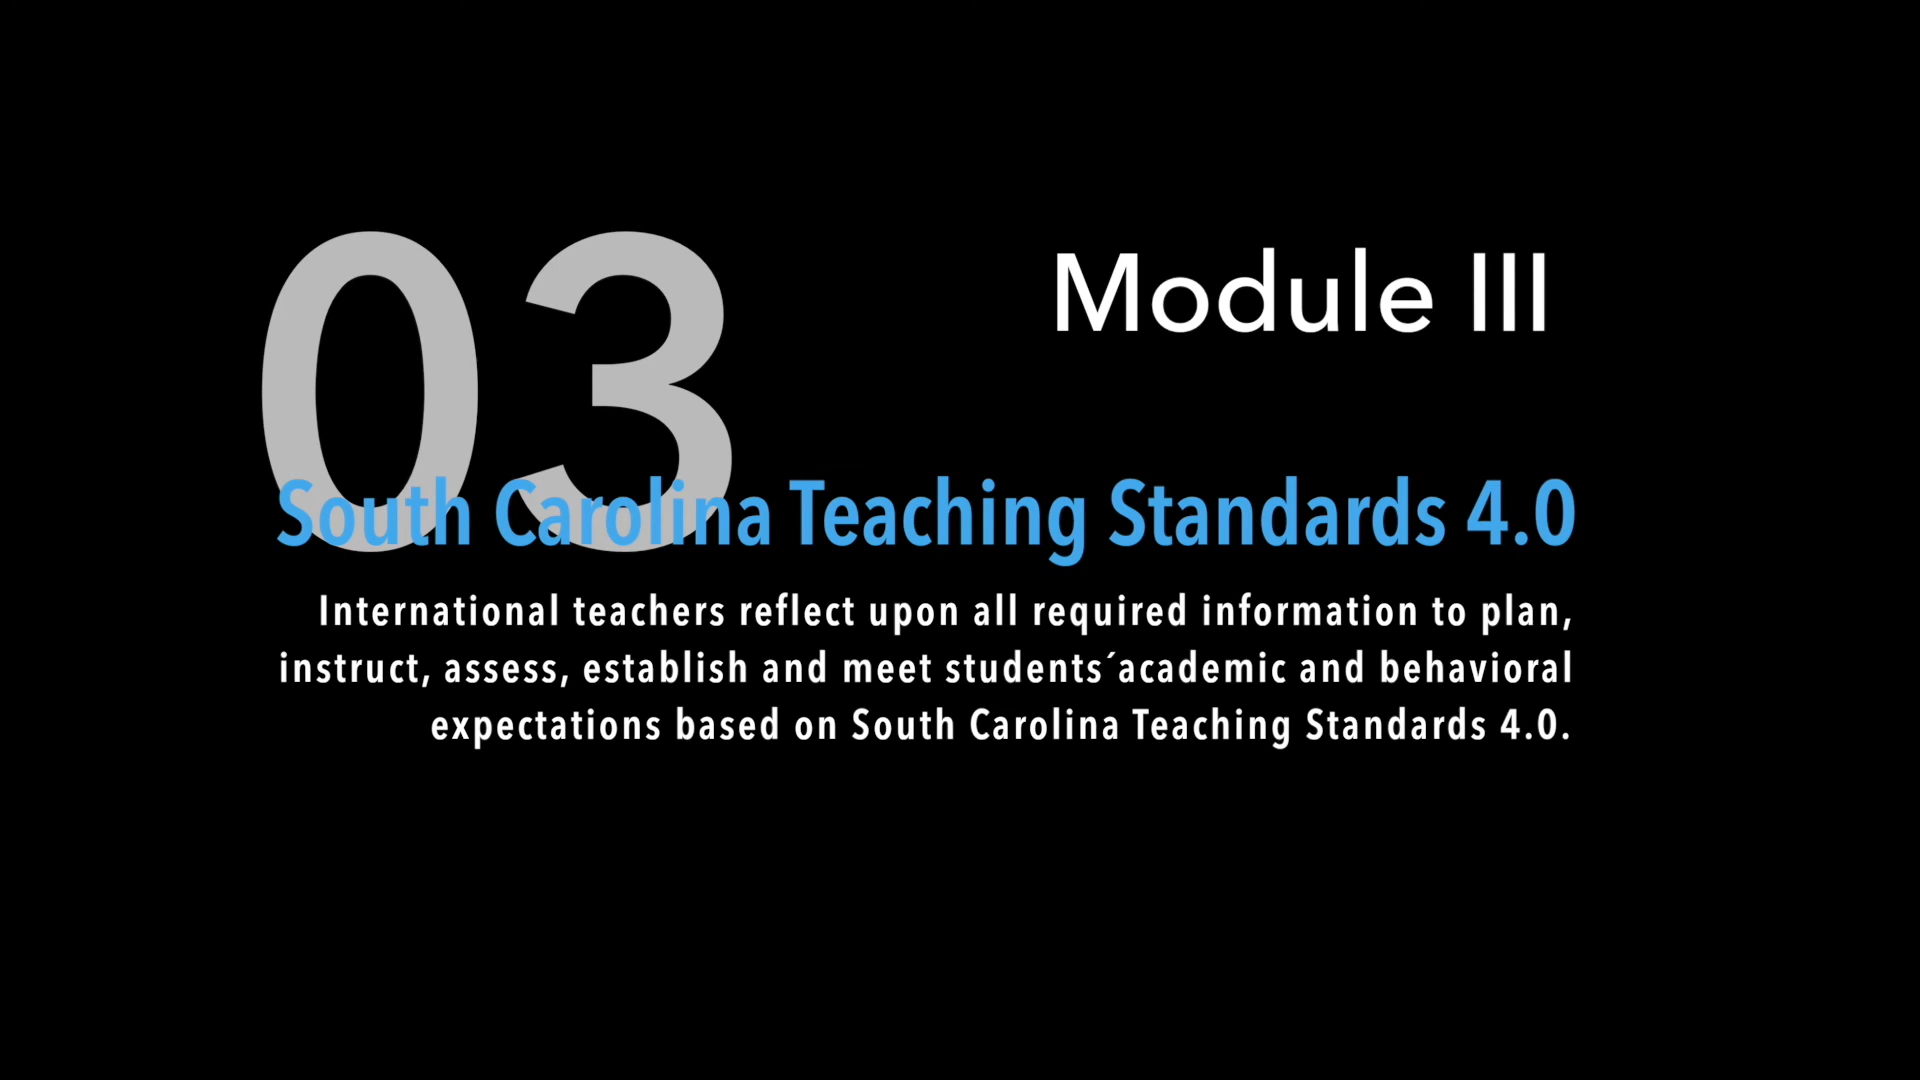 03
Module III
South Carolina Teaching Standards 4.0
International teachers reflect upon all required information to plan,
instruct, assess, establish and meet students´academic and behavioral
expectations based on South Carolina Teaching Standards 4.0.